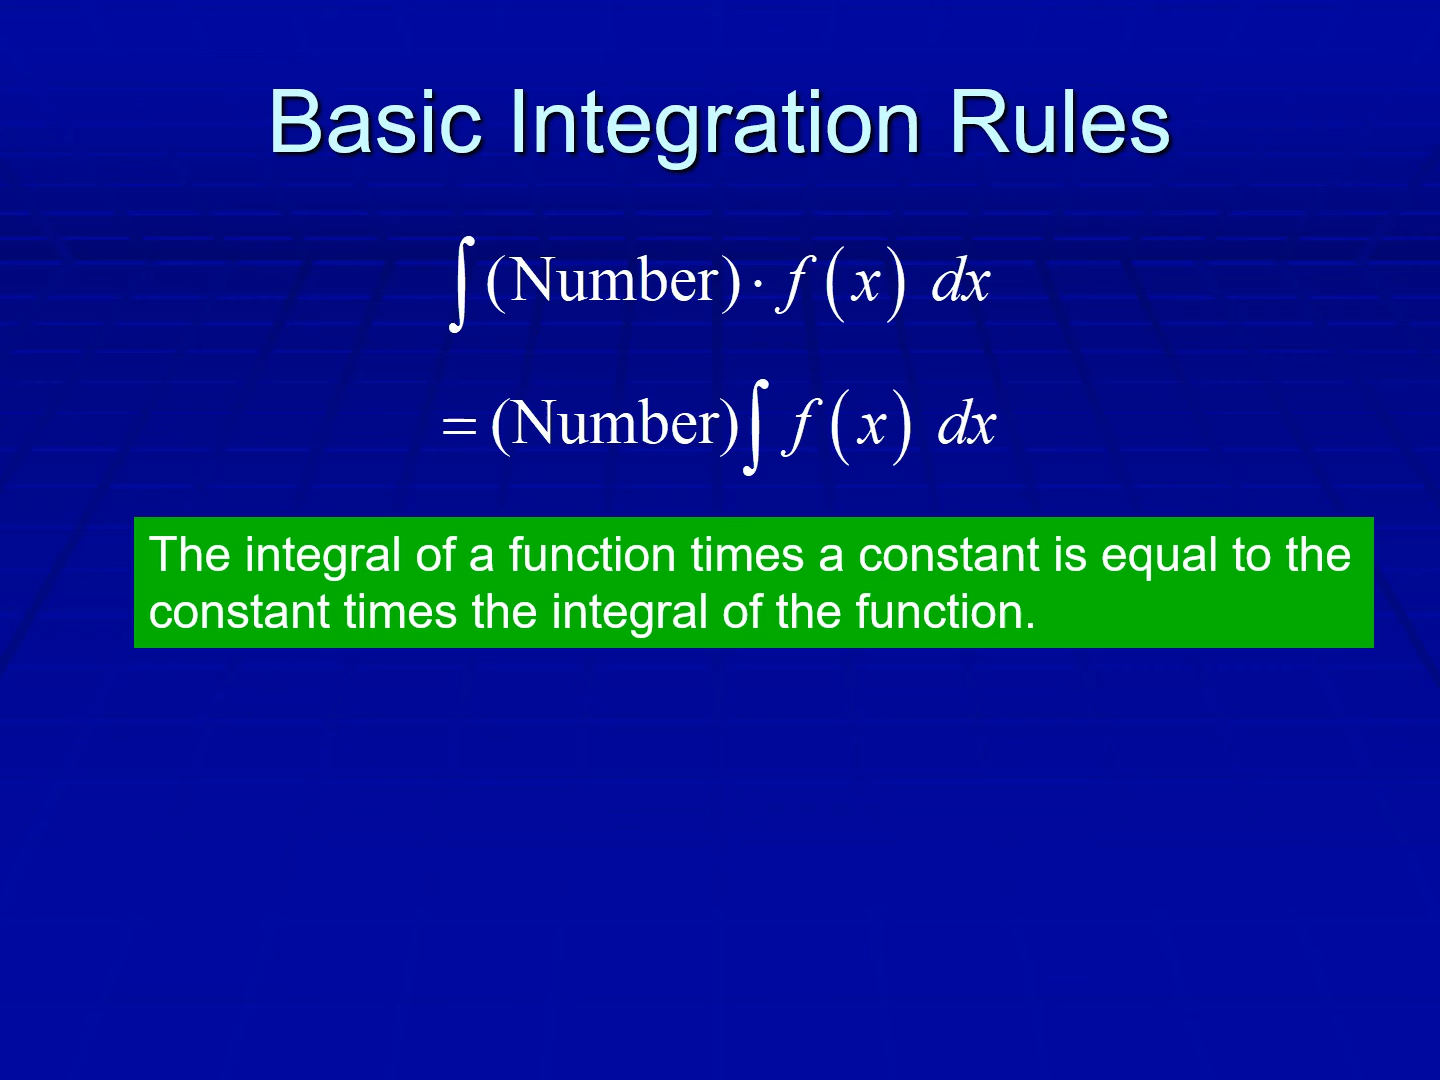 Basic Integration Rules
∫(Number)·f(x) dx
=(Number)∫f(x) dx
The integral of a function times a constant is equal to the
constant times the integral of the function.